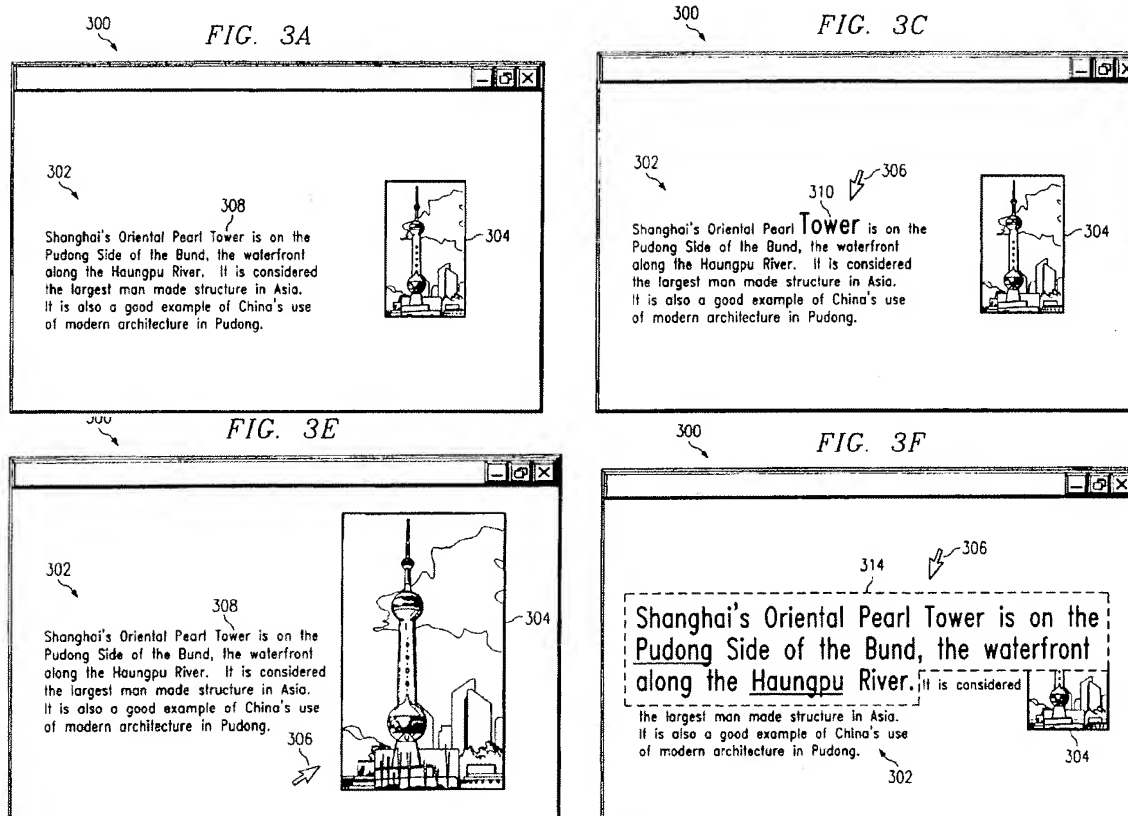 300
FIG. 3A
302
308
Shanghai's Oriental Pearl Tower is on the
Pudong Side of the Bund, the waterfront
along the Haungpu River. It is considered
the largest man made structure in Asia.
It is also a good example of China's use
of modern architecture in Pudong.
304
300
FIG. 3C
302
310
306
Shanghai's Oriental Pearl Tower is on the
Pudong Side of the Bund, the waterfront
along the Haungpu River. It is considered
the largest man made structure in Asia.
It is also a good example of China's use
of modern architecture in Pudong.
304
300
FIG. 3E
302
308
Shanghai's Oriental Pearl Tower is on the
Pudong Side of the Bund, the waterfront
along the Haungpu River. It is considered
the largest man made structure in Asia.
It is also a good example of China's use
of modern architecture in Pudong.
306
304
300
FIG. 3F
314
306
Shanghai's Oriental Pearl Tower is on the
Pudong Side of the Bund, the waterfront
along the Haungpu River. It is considered
the largest man made structure in Asia.
It is also a good example of China's use
of modern architecture in Pudong.
304
302